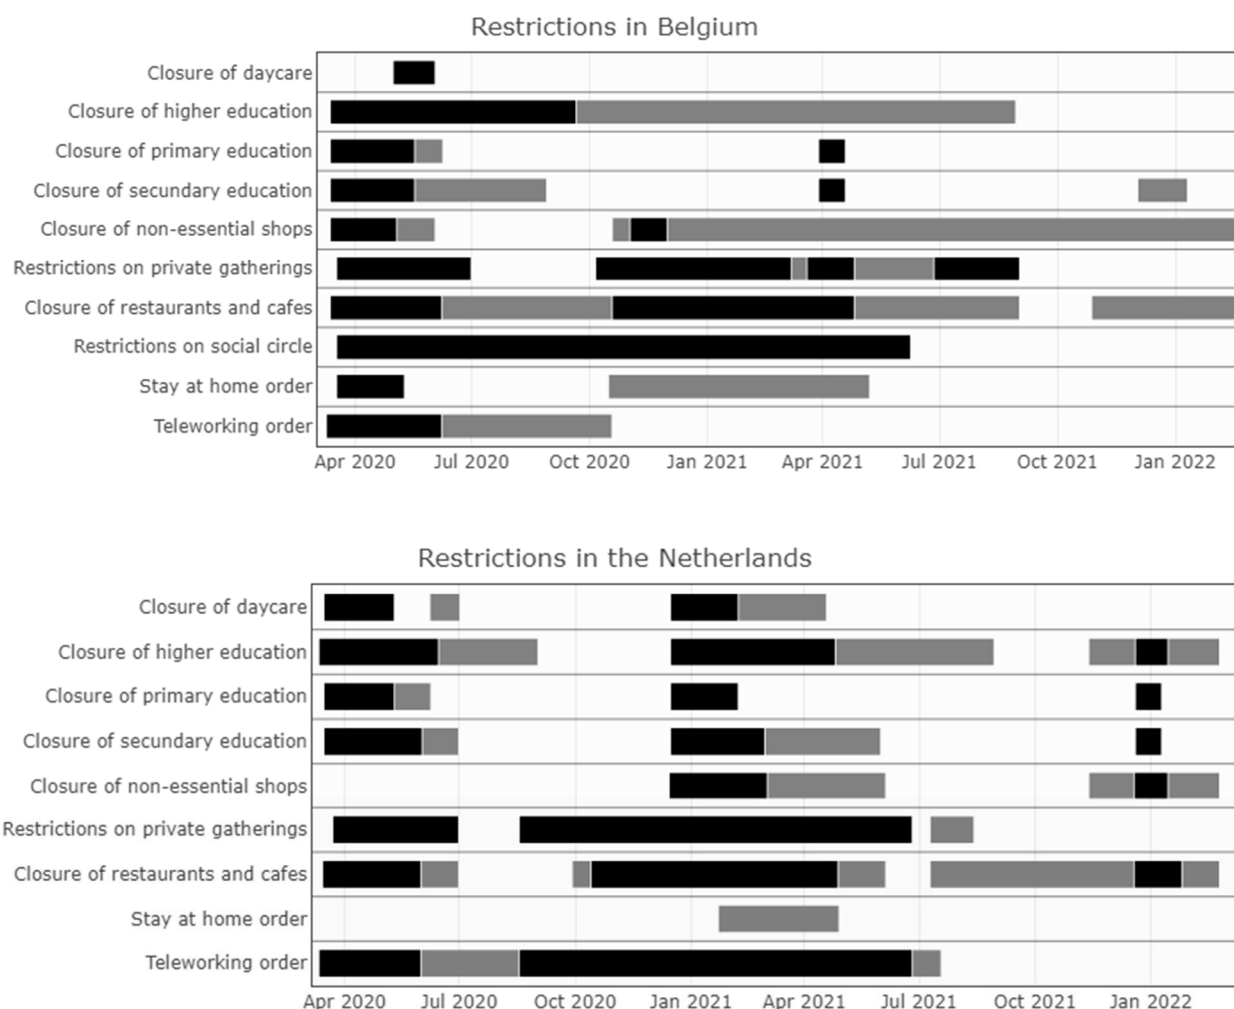 Restrictions in Belgium
Closure of daycare
Closure of higher education
Closure of primary education
Closure of secundary education
Closure of non-essential shops
Restrictions on private gatherings
Closure of restaurants and cafes
Restrictions on social circle
Stay at home order
Teleworking order
Apr 2020 Jul 2020 Oct 2020 Jan 2021 Apr 2021 Jul 2021 Oct 2021 Jan 2022
Restrictions in the Netherlands
Closure of daycare
Closure of higher education
Closure of primary education
Closure of secundary education
Closure of non-essential shops
Restrictions on private gatherings
Closure of restaurants and cafes
Stay at home order
Teleworking order
Apr 2020 Jul 2020 Oct 2020 Jan 2021 Apr 2021 Jul 2021 Oct 2021 Jan 2022